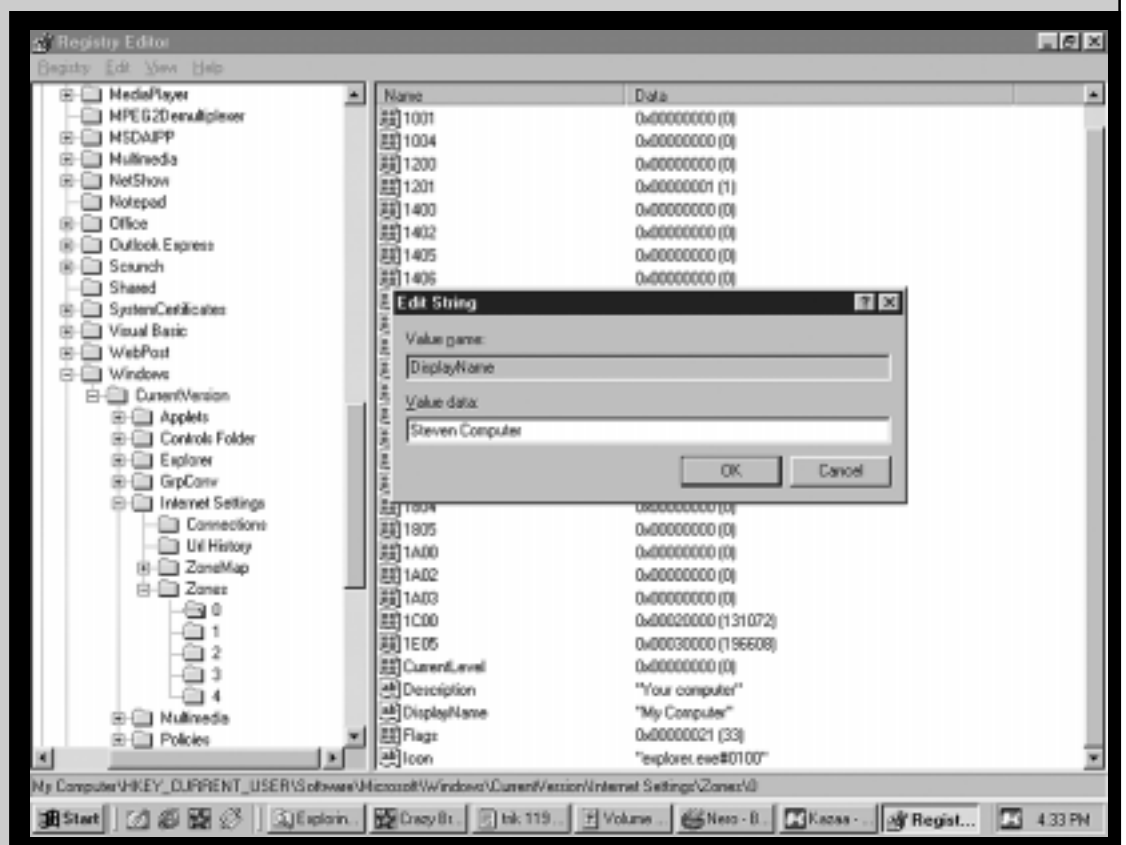 Registry Editor
Registry Edit View Help
MediaPlayer
MPEG2Demultiplexer
MSDAIPP
Multimedia
NetShow
Notepad
Office
Outlook Express
Scrunch
Shared
SystemCertificates
Visual Basic
WebPost
Windows
CurrentVersion
Applets
Controls Folder
Explorer
GrpConv
Internet Settings
Connections
Url History
ZoneMap
Zones
0
1
2
3
4
Multimedia
Policies
Name Data
1001 0x00000000 (0)
1004 0x00000000 (0)
1200 0x00000000 (0)
1201 0x00000001 (1)
1400 0x00000000 (0)
1402 0x00000000 (0)
1405 0x00000000 (0)
1406 0x00000000 (0)
Edit String
Value name:
DisplayName
Value data:
Steven Computer
OK Cancel
1804 0x00000000 (0)
1805 0x00000000 (0)
1A00 0x00000000 (0)
1A02 0x00000000 (0)
1A03 0x00000000 (0)
1C00 0x00020000 (131072)
1E05 0x00030000 (196608)
CurrentLevel 0x00000000 (0)
Description "Your computer"
DisplayName "My Computer"
Flags 0x00000021 (33)
Icon "explorer.exe#0100"
My Computer\HKEY_CURRENT_USER\Software\Microsoft\Windows\CurrentVersion\Internet Settings\Zones\0
Start Explorin... Crazy Br... trik 119... Volume ... Nero - B... Kazaa - ... Regist... 4:33 PM